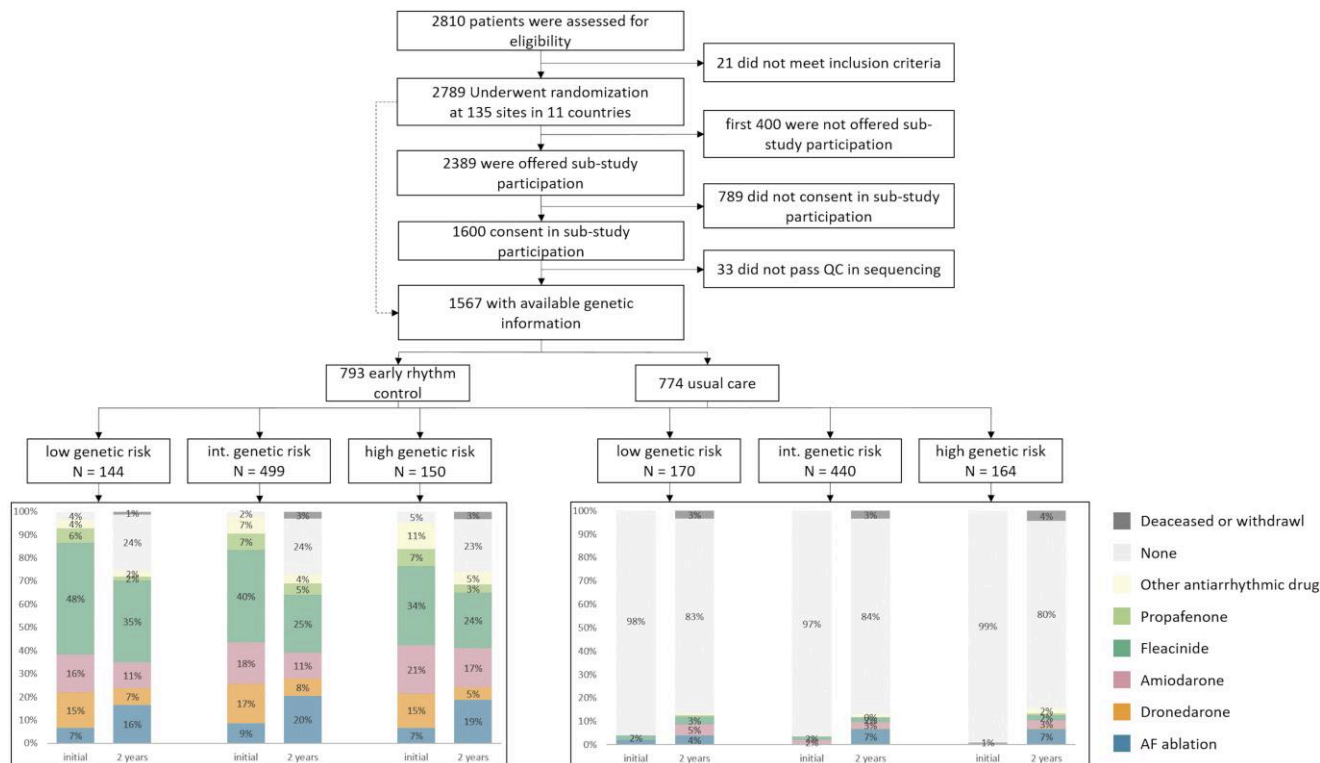 2810 patients were assessed for
eligibility
21 did not meet inclusion criteria
2789 Underwent randomization
at 135 sites in 11 countries
first 400 were not offered sub-
study participation
2389 were offered sub-study
participation
789 did not consent in sub-study
participation
1600 consent in sub-study
participation
33 did not pass QC in sequencing
1567 with available genetic
information
793 early rhythm
control
774 usual care
low genetic risk
N = 144
int. genetic risk
N = 499
high genetic risk
N = 150
low genetic risk
N = 170
int. genetic risk
N = 440
high genetic risk
N = 164
100%
90%
80%
70%
60%
50%
40%
30%
20%
10%
0%
4%
4%
6%
48%
16%
15%
7%
initial
1%
24%
2%
2%
35%
11%
7%
16%
2 years
2%
7%
7%
40%
18%
17%
9%
initial
3%
24%
4%
5%
25%
11%
8%
20%
2 years
5%
11%
7%
34%
21%
15%
7%
initial
3%
23%
5%
3%
24%
17%
5%
19%
2 years
100%
90%
80%
70%
60%
50%
40%
30%
20%
10%
0%
98%
2%
initial
3%
83%
3%
5%
4%
2 years
97%
2%
initial
3%
84%
0%
3%
7%
2 years
99%
1%
initial
4%
80%
2%
2%
3%
7%
2 years
Deaceased or withdrawl
None
Other antiarrhythmic drug
Propafenone
Fleacinide
Amiodarone
Dronedarone
AF ablation